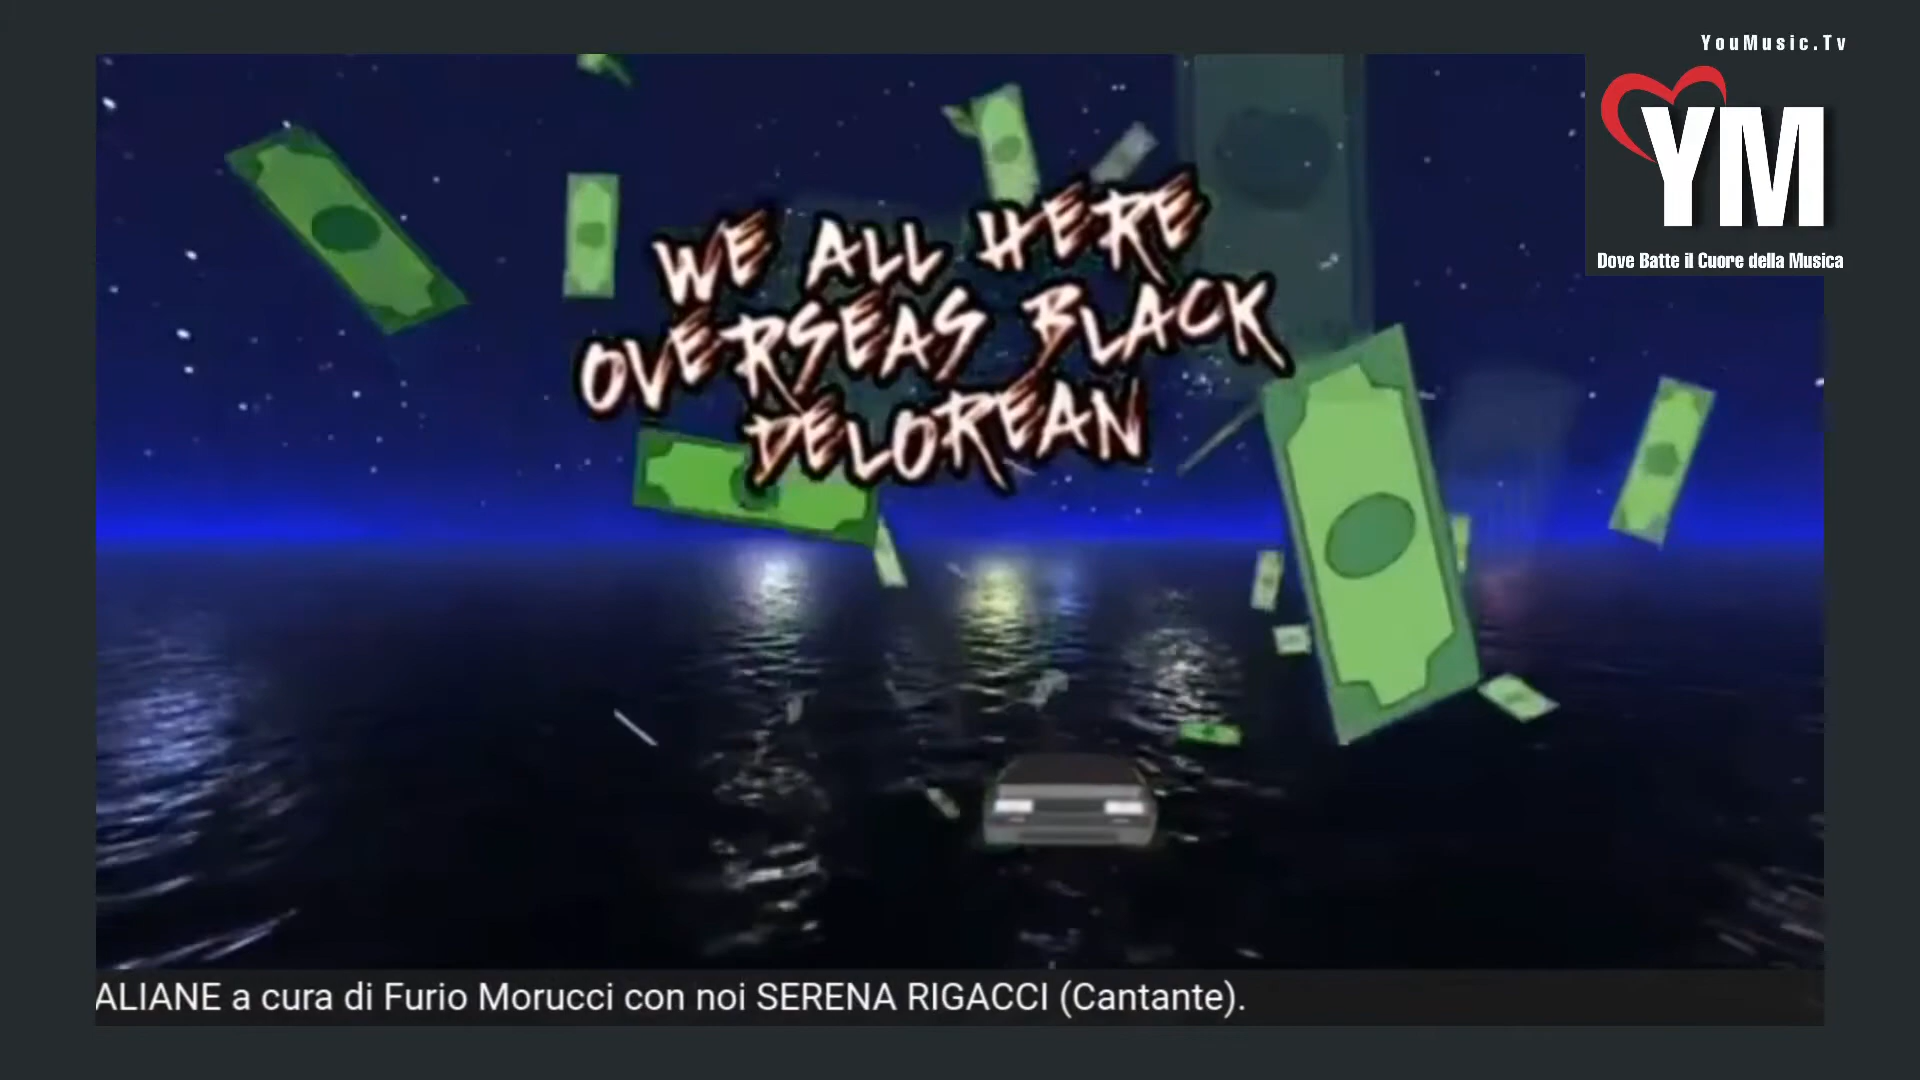 YouMusic.Tv
YM
Dove Batte il Cuore della Musica
WE ALL HERE
OVERSEAS BLACK
DELOREAN
ALIANE a cura di Furio Morucci con noi SERENA RIGACCI (Cantante).